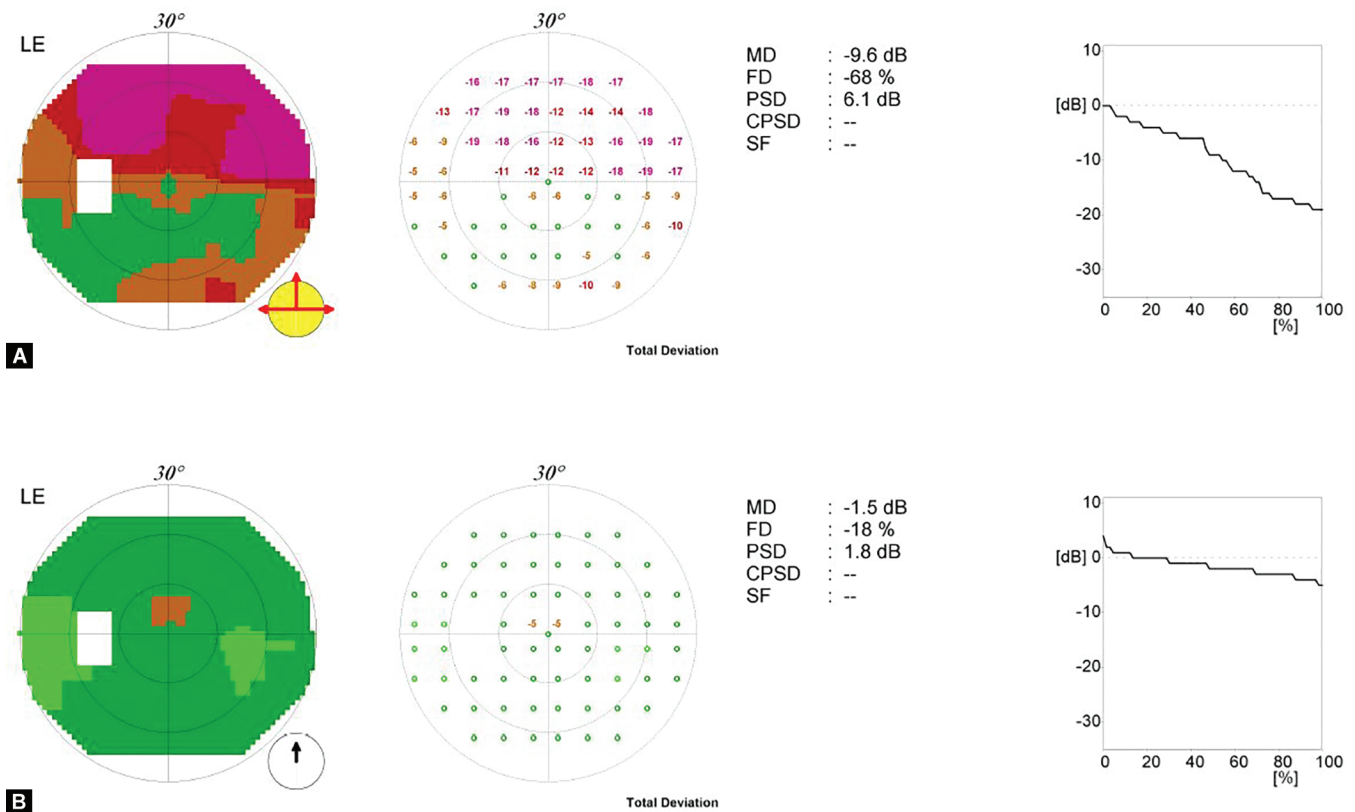 30°
LE
30°
MD : -9.6 dB
FD : -68 %
PSD : 6.1 dB
CPSD : --
SF : --
-16 -17 -17 -17 -18 -17
-13 -17 -19 -18 -12 -14 -14 -18
-6 -9 -19 -18 -16 -12 -13 -16 -19 -17
-5 -6 -11 -12 -12 -12 -18 -19 -17
-5 -6 -6 -6 -5 -9
-5 -6 -10
-5 -6
-6 -8 -9 -10 -9
Total Deviation
10
[dB] 0
-10
-20
-30
0 20 40 60 80 100
[%]
A
30°
LE
30°
MD : -1.5 dB
FD : -18 %
PSD : 1.8 dB
CPSD : --
SF : --
-5 -5
Total Deviation
10
[dB] 0
-10
-20
-30
0 20 40 60 80 100
[%]
B